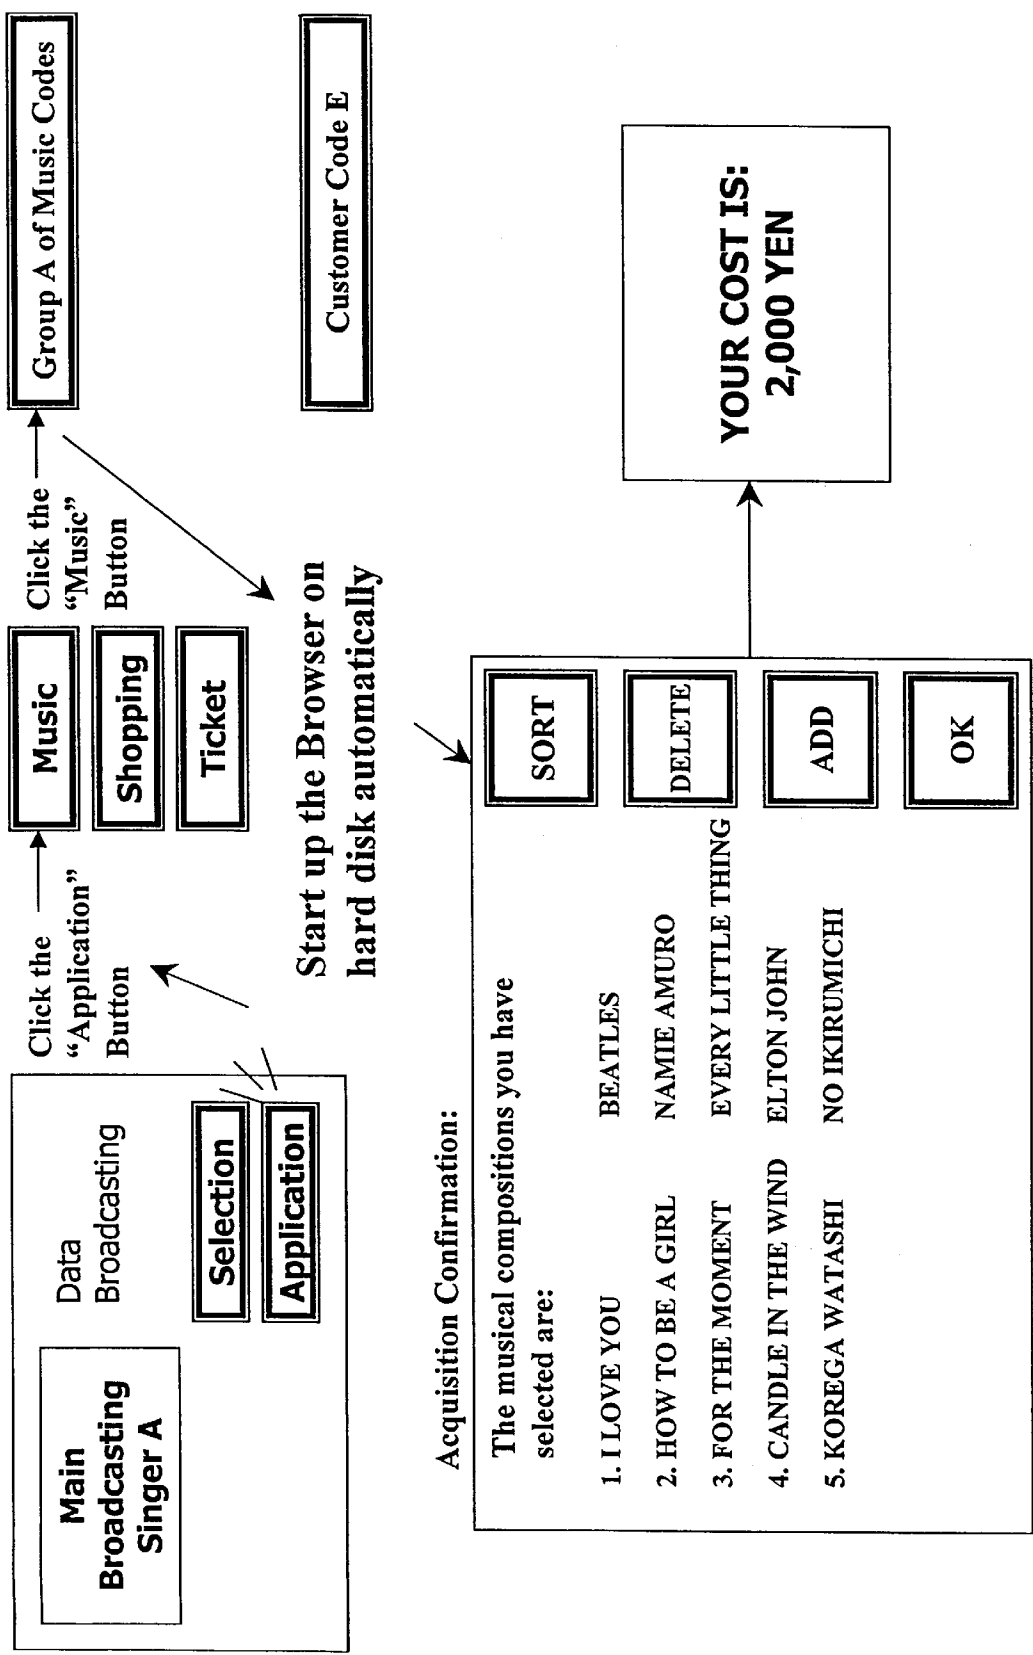 Main
Broadcasting
Singer A
Data
Broadcasting
Selection
Application
Click the
“Application”
Button
Music
Shopping
Ticket
Click the
“Music”
Button
Group A of Music Codes
Customer Code E
Start up the Browser on
hard disk automatically
Acquisition Confirmation:
The musical compositions you have
selected are:
1. I LOVE YOU BEATLES
2. HOW TO BE A GIRL NAMIE AMURO
3. FOR THE MOMENT EVERY LITTLE THING
4. CANDLE IN THE WIND ELTON JOHN
5. KOREGA WATASHI NO IKIRUMICHI
SORT
DELETE
ADD
OK
YOUR COST IS:
2,000 YEN